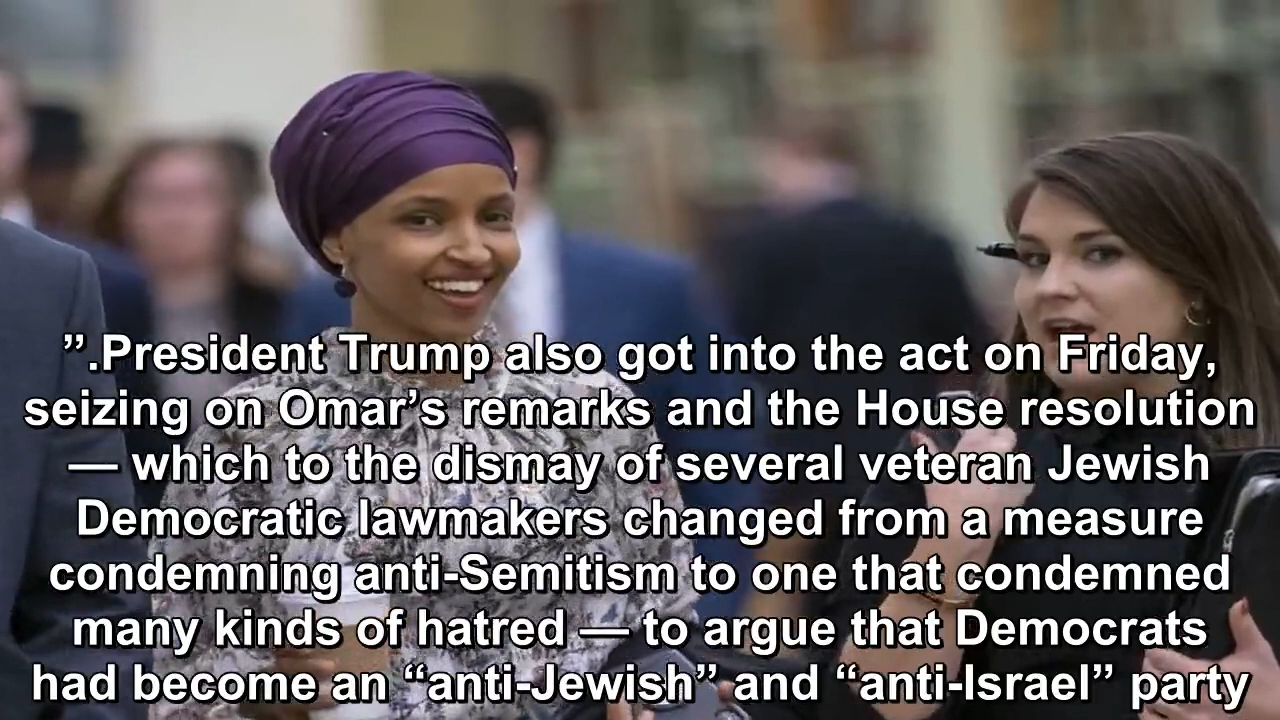 ”.President Trump also got into the act on Friday,
seizing on Omar’s remarks and the House resolution
— which to the dismay of several veteran Jewish
Democratic lawmakers changed from a measure
condemning anti-Semitism to one that condemned
many kinds of hatred — to argue that Democrats
had become an “anti-Jewish” and “anti-Israel” party